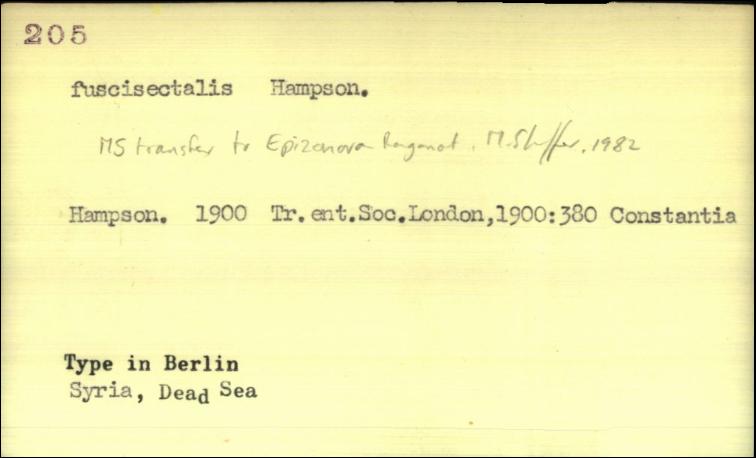 205
fuscisectalis Hampson.
MS transfer to Epizonora Ragonot. M. Shaffer. 1982
Hampson. 1900 Tr.ent.Soc.London,1900:380 Constantia
Type in Berlin
Syria, Dead Sea